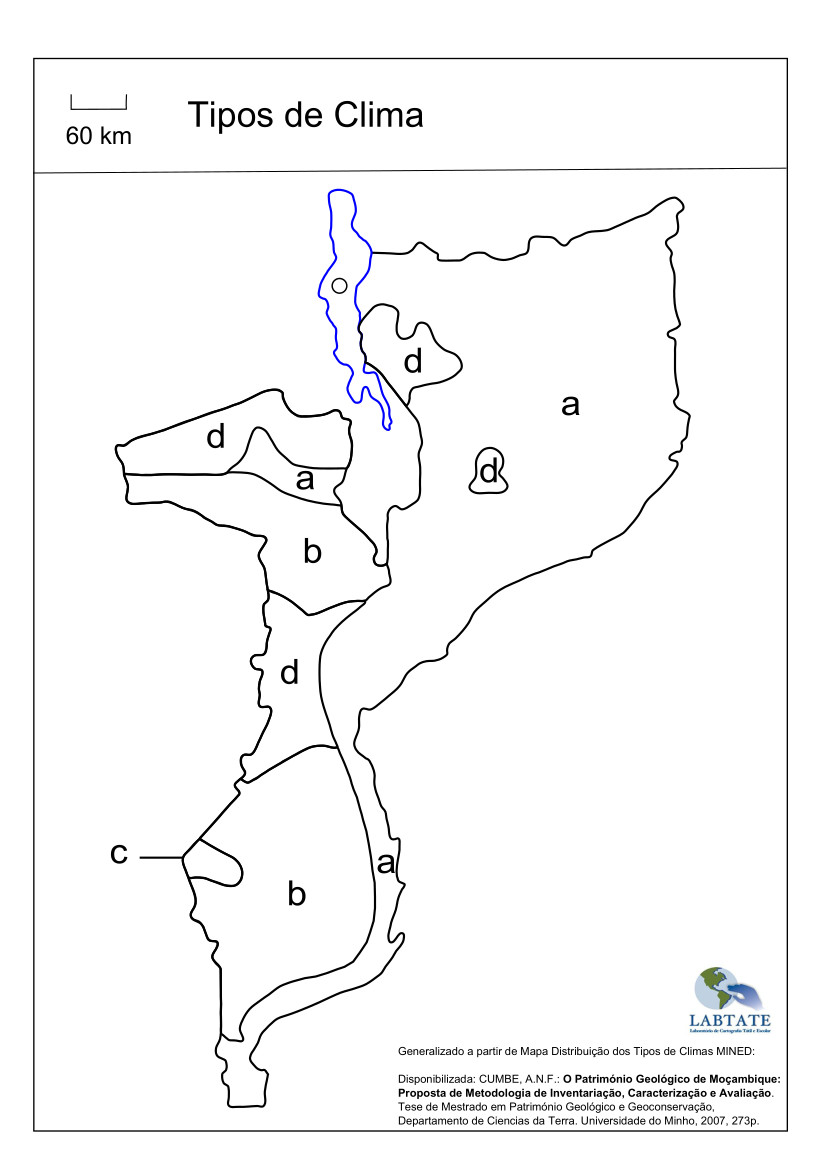 Tipos de Clima
60 km
d
a
d
d
a
b
d
c
a
b
LABTATE
Laboratório de Cartografia Tátil e Escolar
Generalizado a partir de Mapa Distribuição dos Tipos de Climas MINED:
Disponibilizada: CUMBE, A.N.F.: O Património Geológico de Moçambique:
Proposta de Metodologia de Inventariação, Caracterização e Avaliação.
Tese de Mestrado em Património Geológico e Geoconservação,
Departamento de Ciencias da Terra. Universidade do Minho, 2007, 273p.